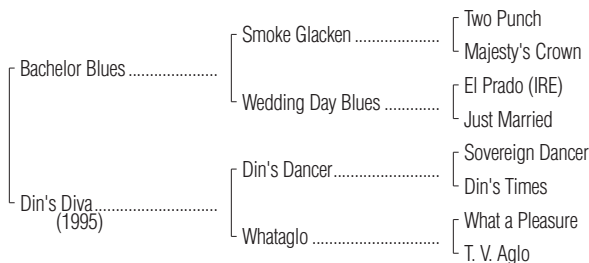 Two Punch
Smoke Glacken ....................
Majesty's Crown
Bachelor Blues .....................
El Prado (IRE)
Wedding Day Blues .............
Just Married
Sovereign Dancer
Din's Dancer.........................
Din's Times
Din's Diva.............................
(1995)
What a Pleasure
Whataglo ..............................
T. V. Aglo